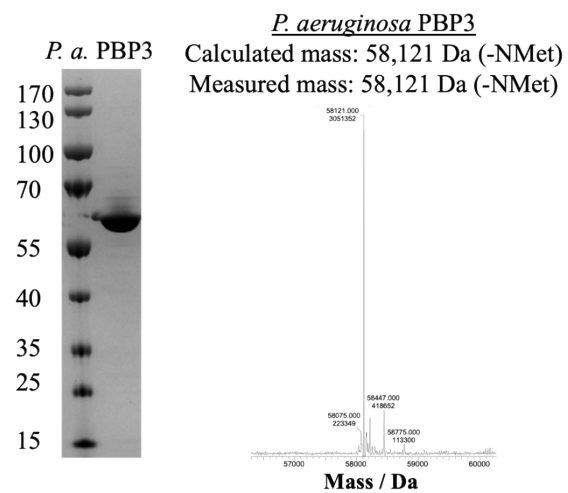 P. a. PBP3
170
130
100
70
55
40
35
25
15
P. aeruginosa PBP3
Calculated mass: 58,121 Da (-NMet)
Measured mass: 58,121 Da (-NMet)
58121.000
3051352
58447.000
418652
58075.000
223349
58775.000
113300
57000 58000 59000 60000
Mass / Da